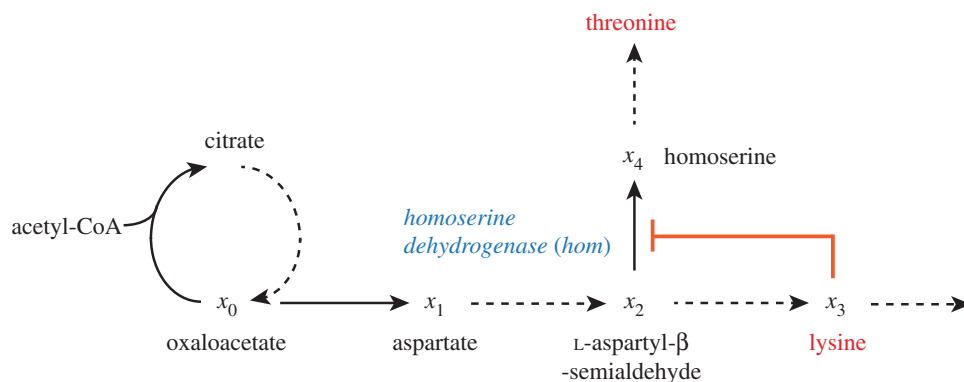 threonine
citrate
x₄ homoserine
acetyl-CoA
homoserine
dehydrogenase (hom)
x₀ x₁ x₂ x₃
oxaloacetate aspartate ʟ-aspartyl-β lysine
-semialdehyde